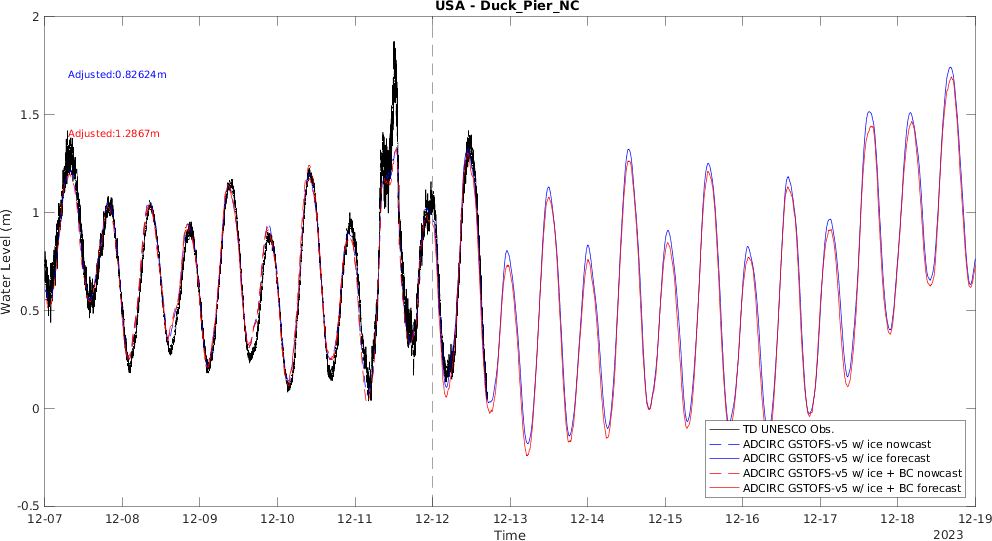 USA - Duck_Pier_NC
2
1.5
1
0.5
0
-0.5
Water Level (m)
Adjusted:0.82624m
Adjusted:1.2867m
TD UNESCO Obs.
ADCIRC GSTOFS-v5 w/ ice nowcast
ADCIRC GSTOFS-v5 w/ ice forecast
ADCIRC GSTOFS-v5 w/ ice + BC nowcast
ADCIRC GSTOFS-v5 w/ ice + BC forecast
12-07 12-08 12-09 12-10 12-11 12-12 12-13 12-14 12-15 12-16 12-17 12-18 12-19
Time
2023